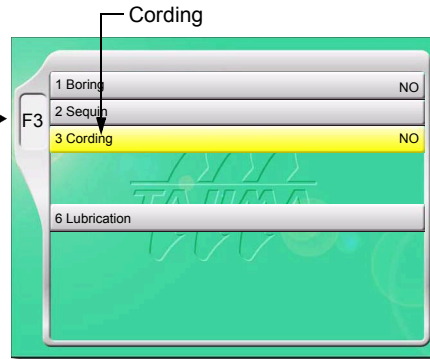 Cording
F3
1 Boring NO
2 Sequin
3 Cording NO
TAJIMA
6 Lubrication